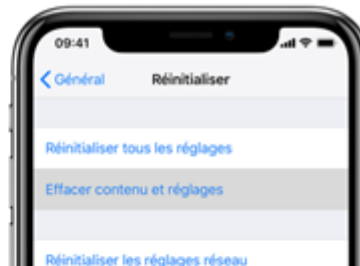 09:41
Général Réinitialiser
Réinitialiser tous les réglages
Effacer contenu et réglages
Réinitialiser les réglages réseau